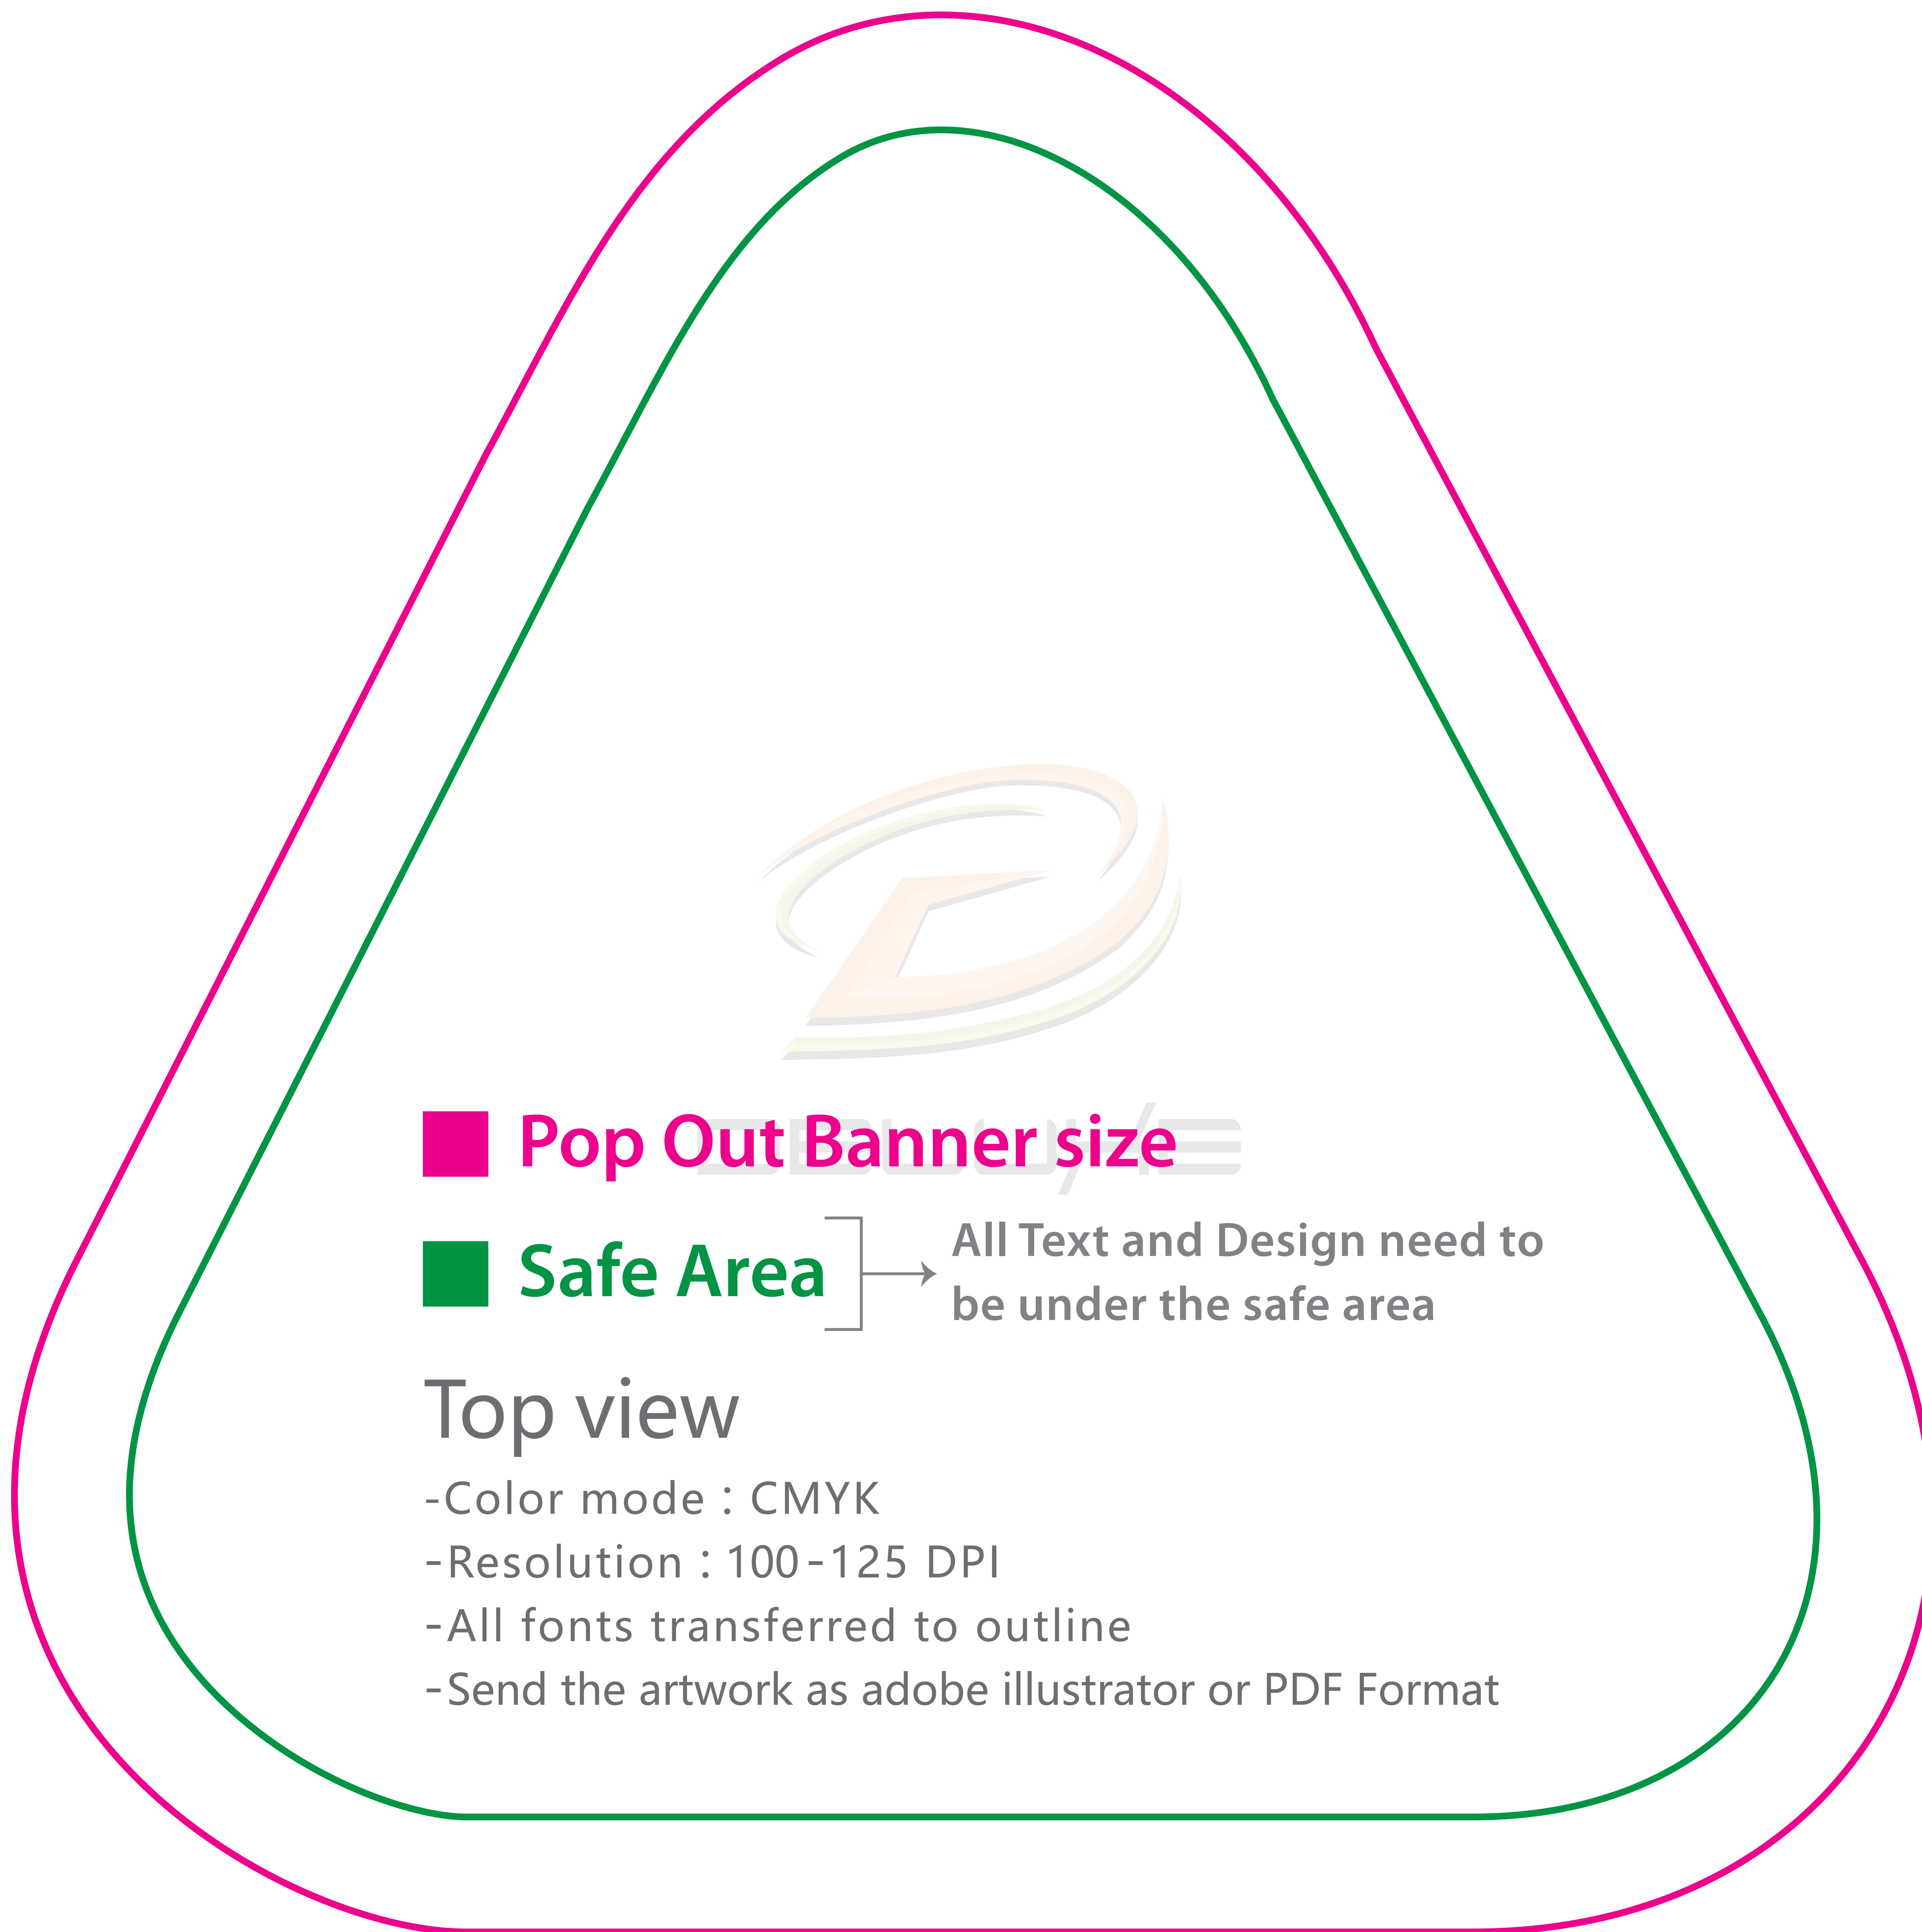 Pop Out Banner size
Safe Area
All Text and Design need to
be under the safe area
Top view
-Color mode : CMYK
-Resolution : 100-125 DPI
-All fonts transferred to outline
-Send the artwork as adobe illustrator or PDF Format